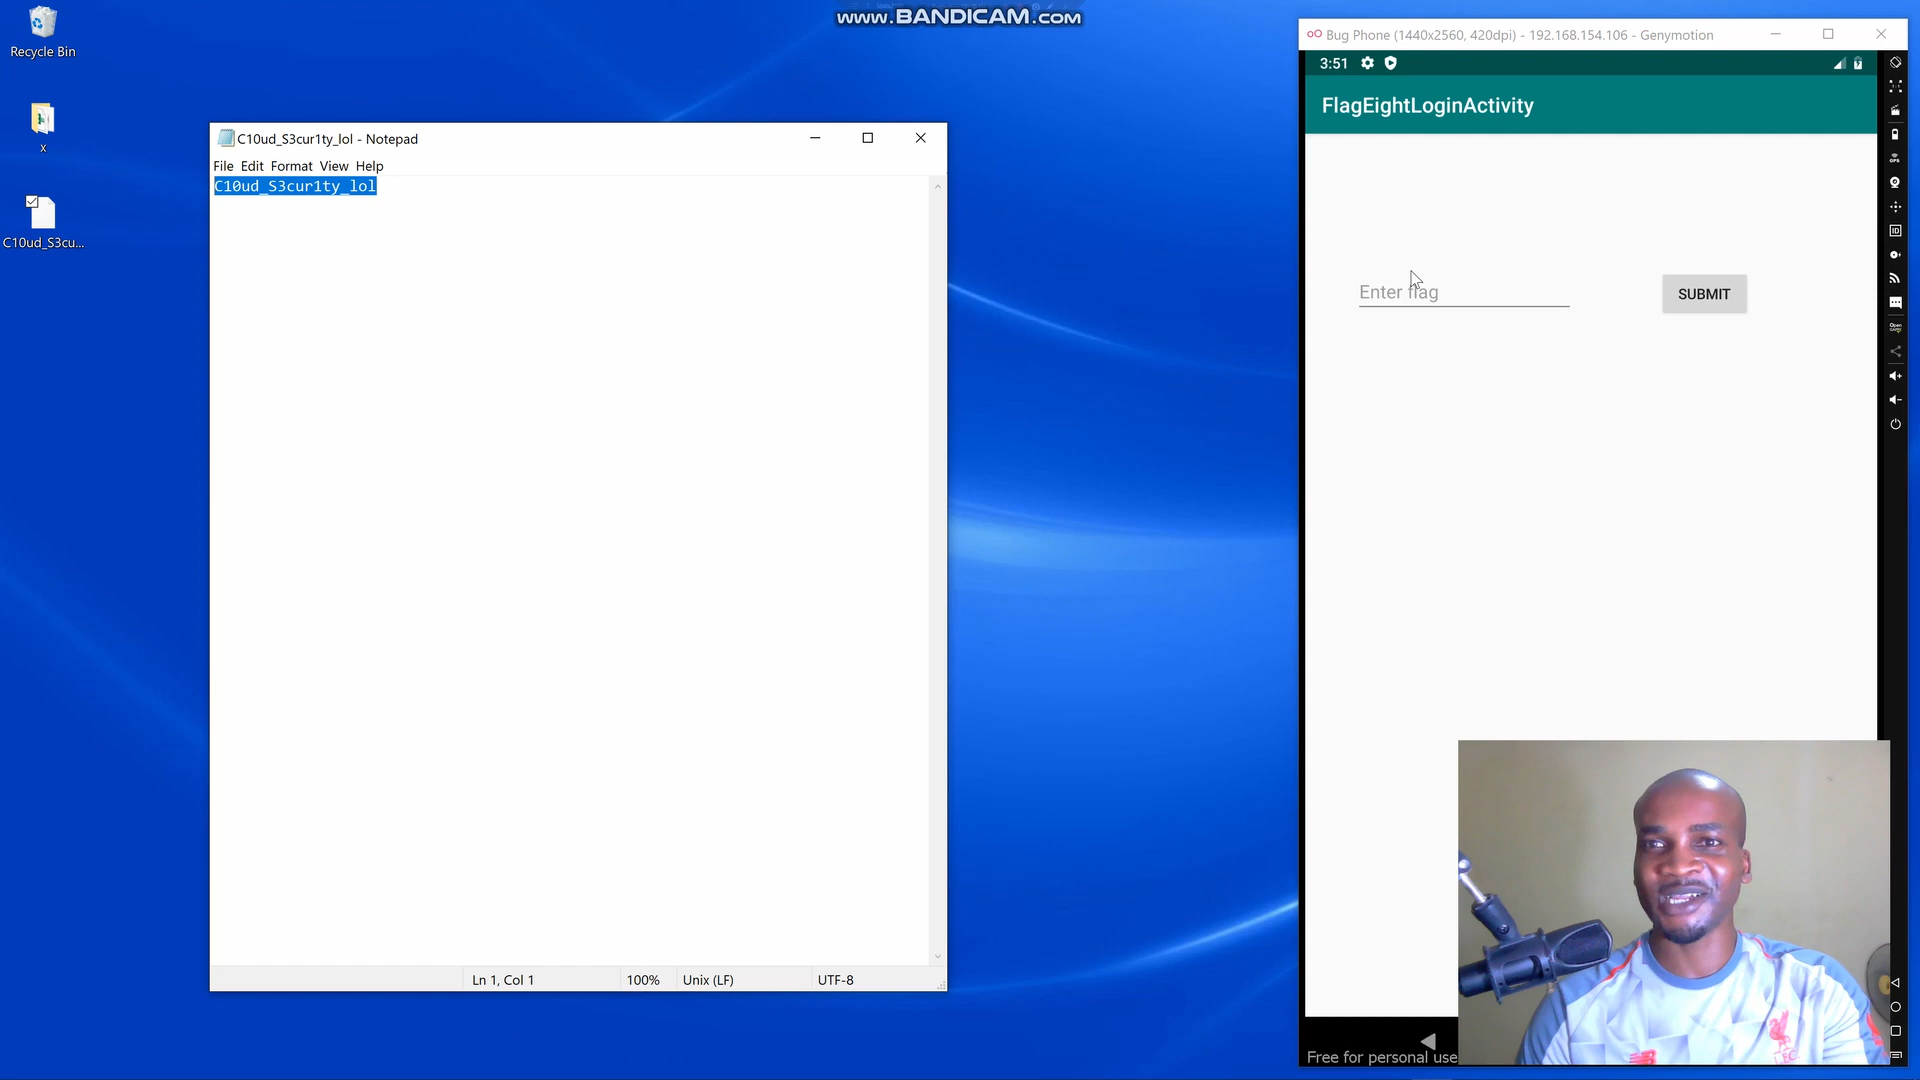 www.BANDICAM.com
Recycle Bin
x
C10ud_S3cu...
C10ud_S3cur1ty_lol - Notepad
File Edit Format View Help
C10ud_S3cur1ty_lol
Ln 1, Col 1
100%
Unix (LF)
UTF-8
Bug Phone (1440x2560, 420dpi) - 192.168.154.106 - Genymotion
3:51
FlagEightLoginActivity
Enter flag
SUBMIT
GPS
ID
Free for personal use